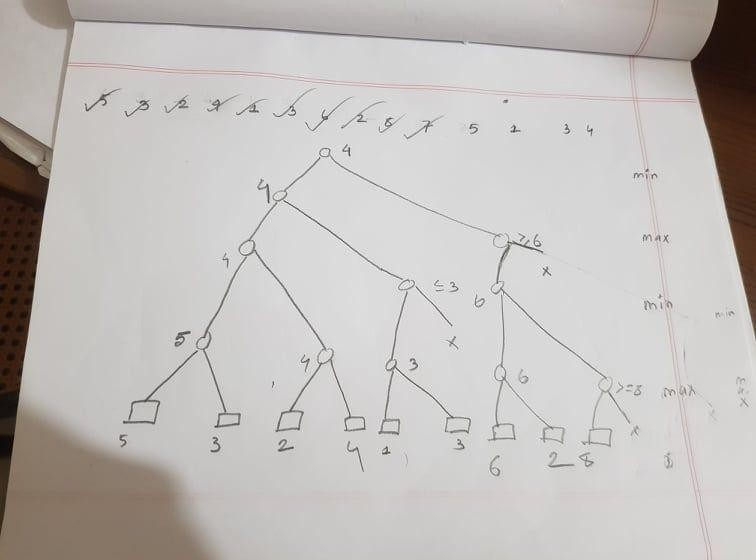 5 3 2 4 1 3 6 2 8 7 5 1 3 4
4 min
4
≥6 max
4 ≤3 x
6 min min
5 4 3 6 >=8 max max
x x x
5 3 2 4 1 3 6 2 8